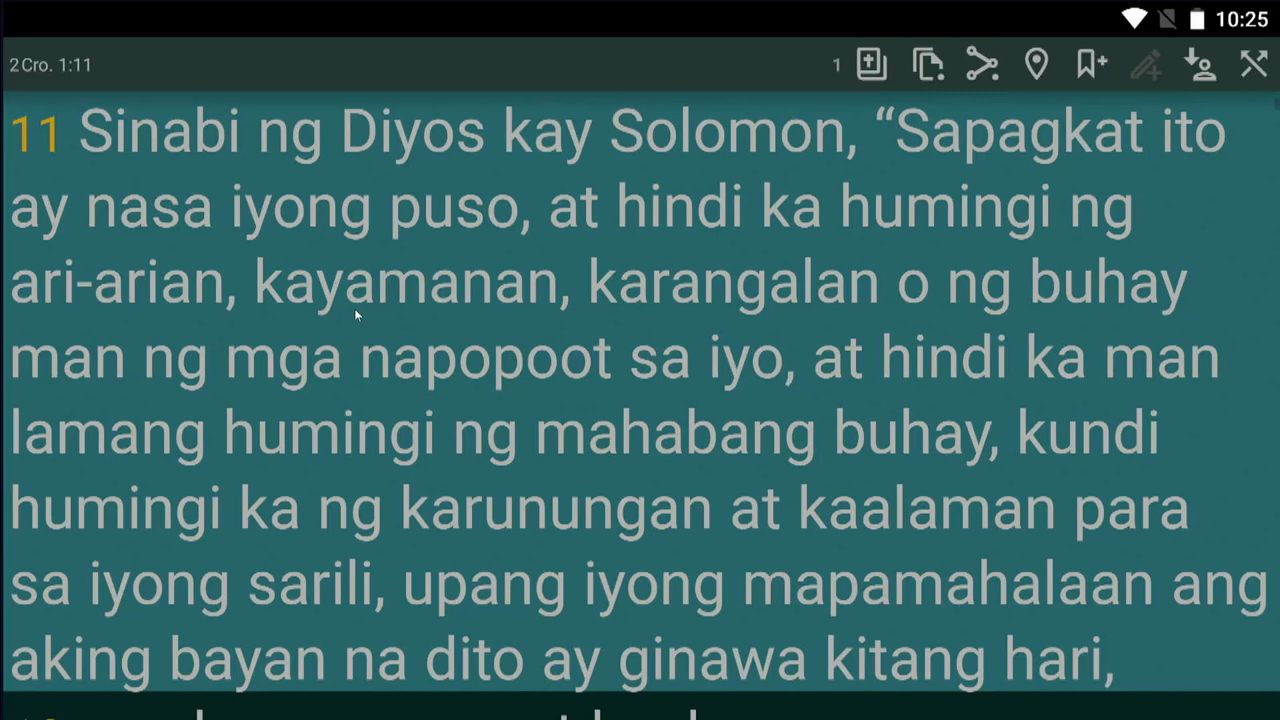 10:25
2Cro. 1:11
1
11 Sinabi ng Diyos kay Solomon, “Sapagkat ito
ay nasa iyong puso, at hindi ka humingi ng
ari-arian, kayamanan, karangalan o ng buhay
man ng mga napopoot sa iyo, at hindi ka man
lamang humingi ng mahabang buhay, kundi
humingi ka ng karunungan at kaalaman para
sa iyong sarili, upang iyong mapamahalaan ang
aking bayan na dito ay ginawa kitang hari,